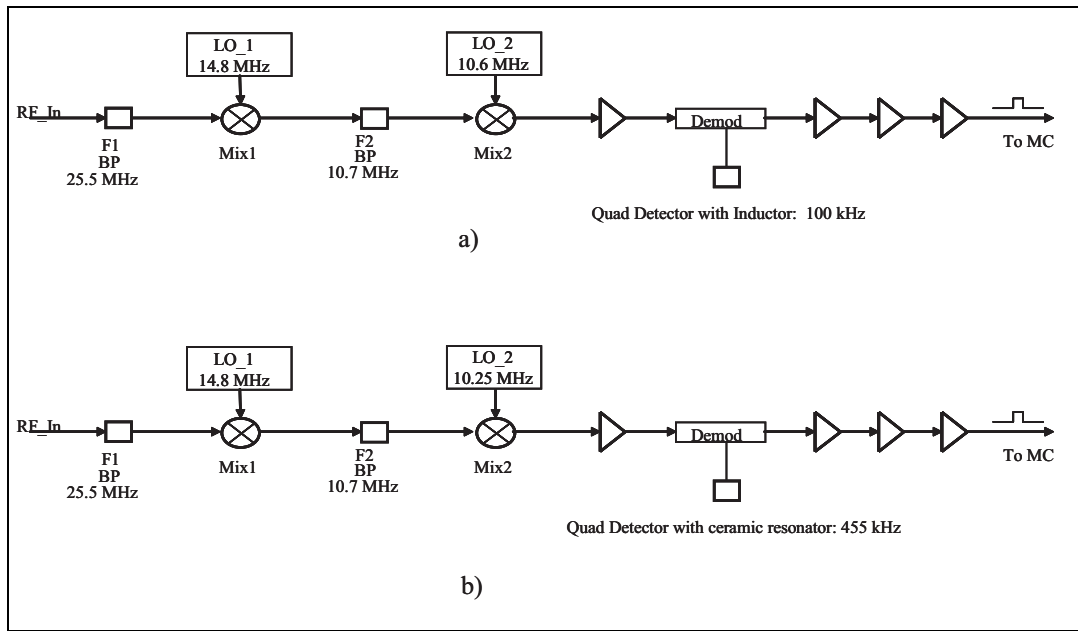 LO_1
14.8 MHz
LO_2
10.6 MHz
RF_In
Demod
F1
BP
25.5 MHz
Mix1
F2
BP
10.7 MHz
Mix2
To MC
Quad Detector with Inductor: 100 kHz
a)
LO_1
14.8 MHz
LO_2
10.25 MHz
RF_In
Demod
F1
BP
25.5 MHz
Mix1
F2
BP
10.7 MHz
Mix2
To MC
Quad Detector with ceramic resonator: 455 kHz
b)